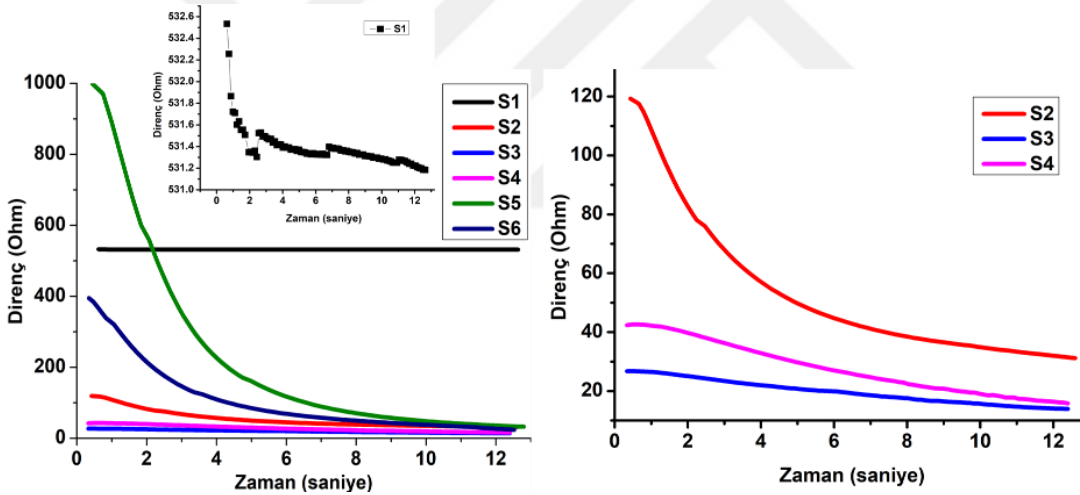 532.6
532.4
532.2
532.0
531.8
531.6
531.4
531.2
531.0
Direnç (Ohm)
0 2 4 6 8 10 12
Zaman (saniye)
S1
1000
800
600
400
200
0
Direnç (Ohm)
0 2 4 6 8 10 12
Zaman (saniye)
S1
S2
S3
S4
S5
S6
120
100
80
60
40
20
Direnç (Ohm)
0 2 4 6 8 10 12
Zaman (saniye)
S2
S3
S4